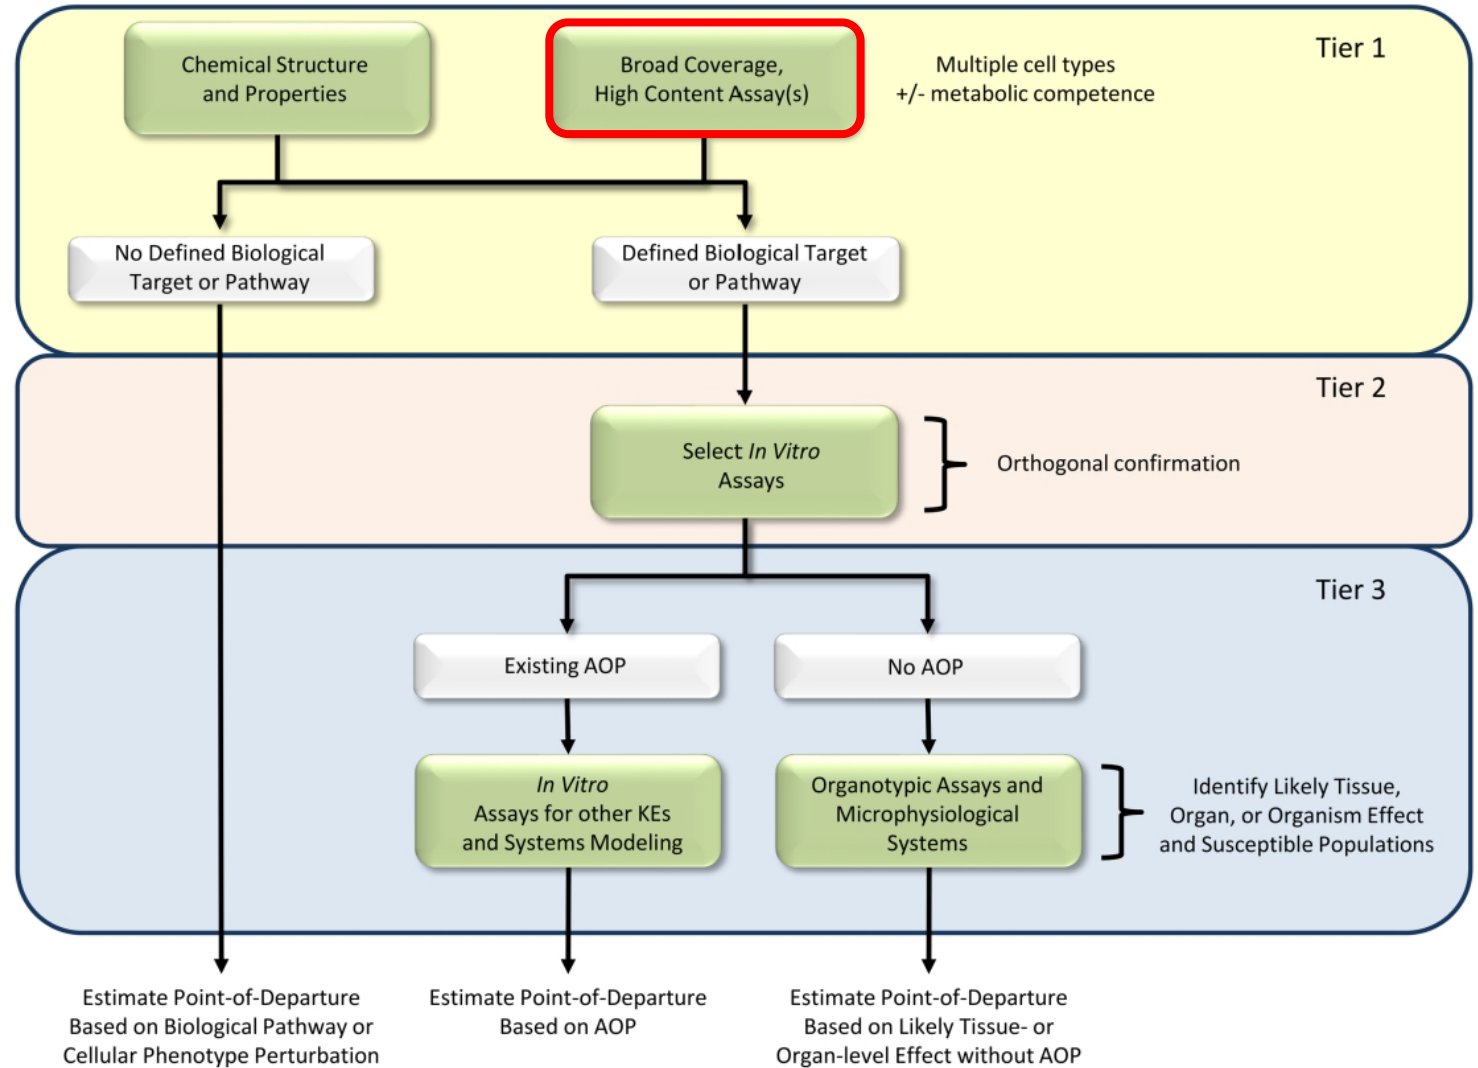 Tier 1
Chemical Structure
and Properties
Broad Coverage,
High Content Assay(s)
Multiple cell types
+/- metabolic competence
No Defined Biological
Target or Pathway
Defined Biological Target
or Pathway
Tier 2
Select In Vitro
Assays
Orthogonal confirmation
Tier 3
Existing AOP
No AOP
In Vitro
Assays for other KEs
and Systems Modeling
Organotypic Assays and
Microphysiological
Systems
Identify Likely Tissue,
Organ, or Organism Effect
and Susceptible Populations
Estimate Point-of-Departure
Based on Biological Pathway or
Cellular Phenotype Perturbation
Estimate Point-of-Departure
Based on AOP
Estimate Point-of-Departure
Based on Likely Tissue- or
Organ-level Effect without AOP